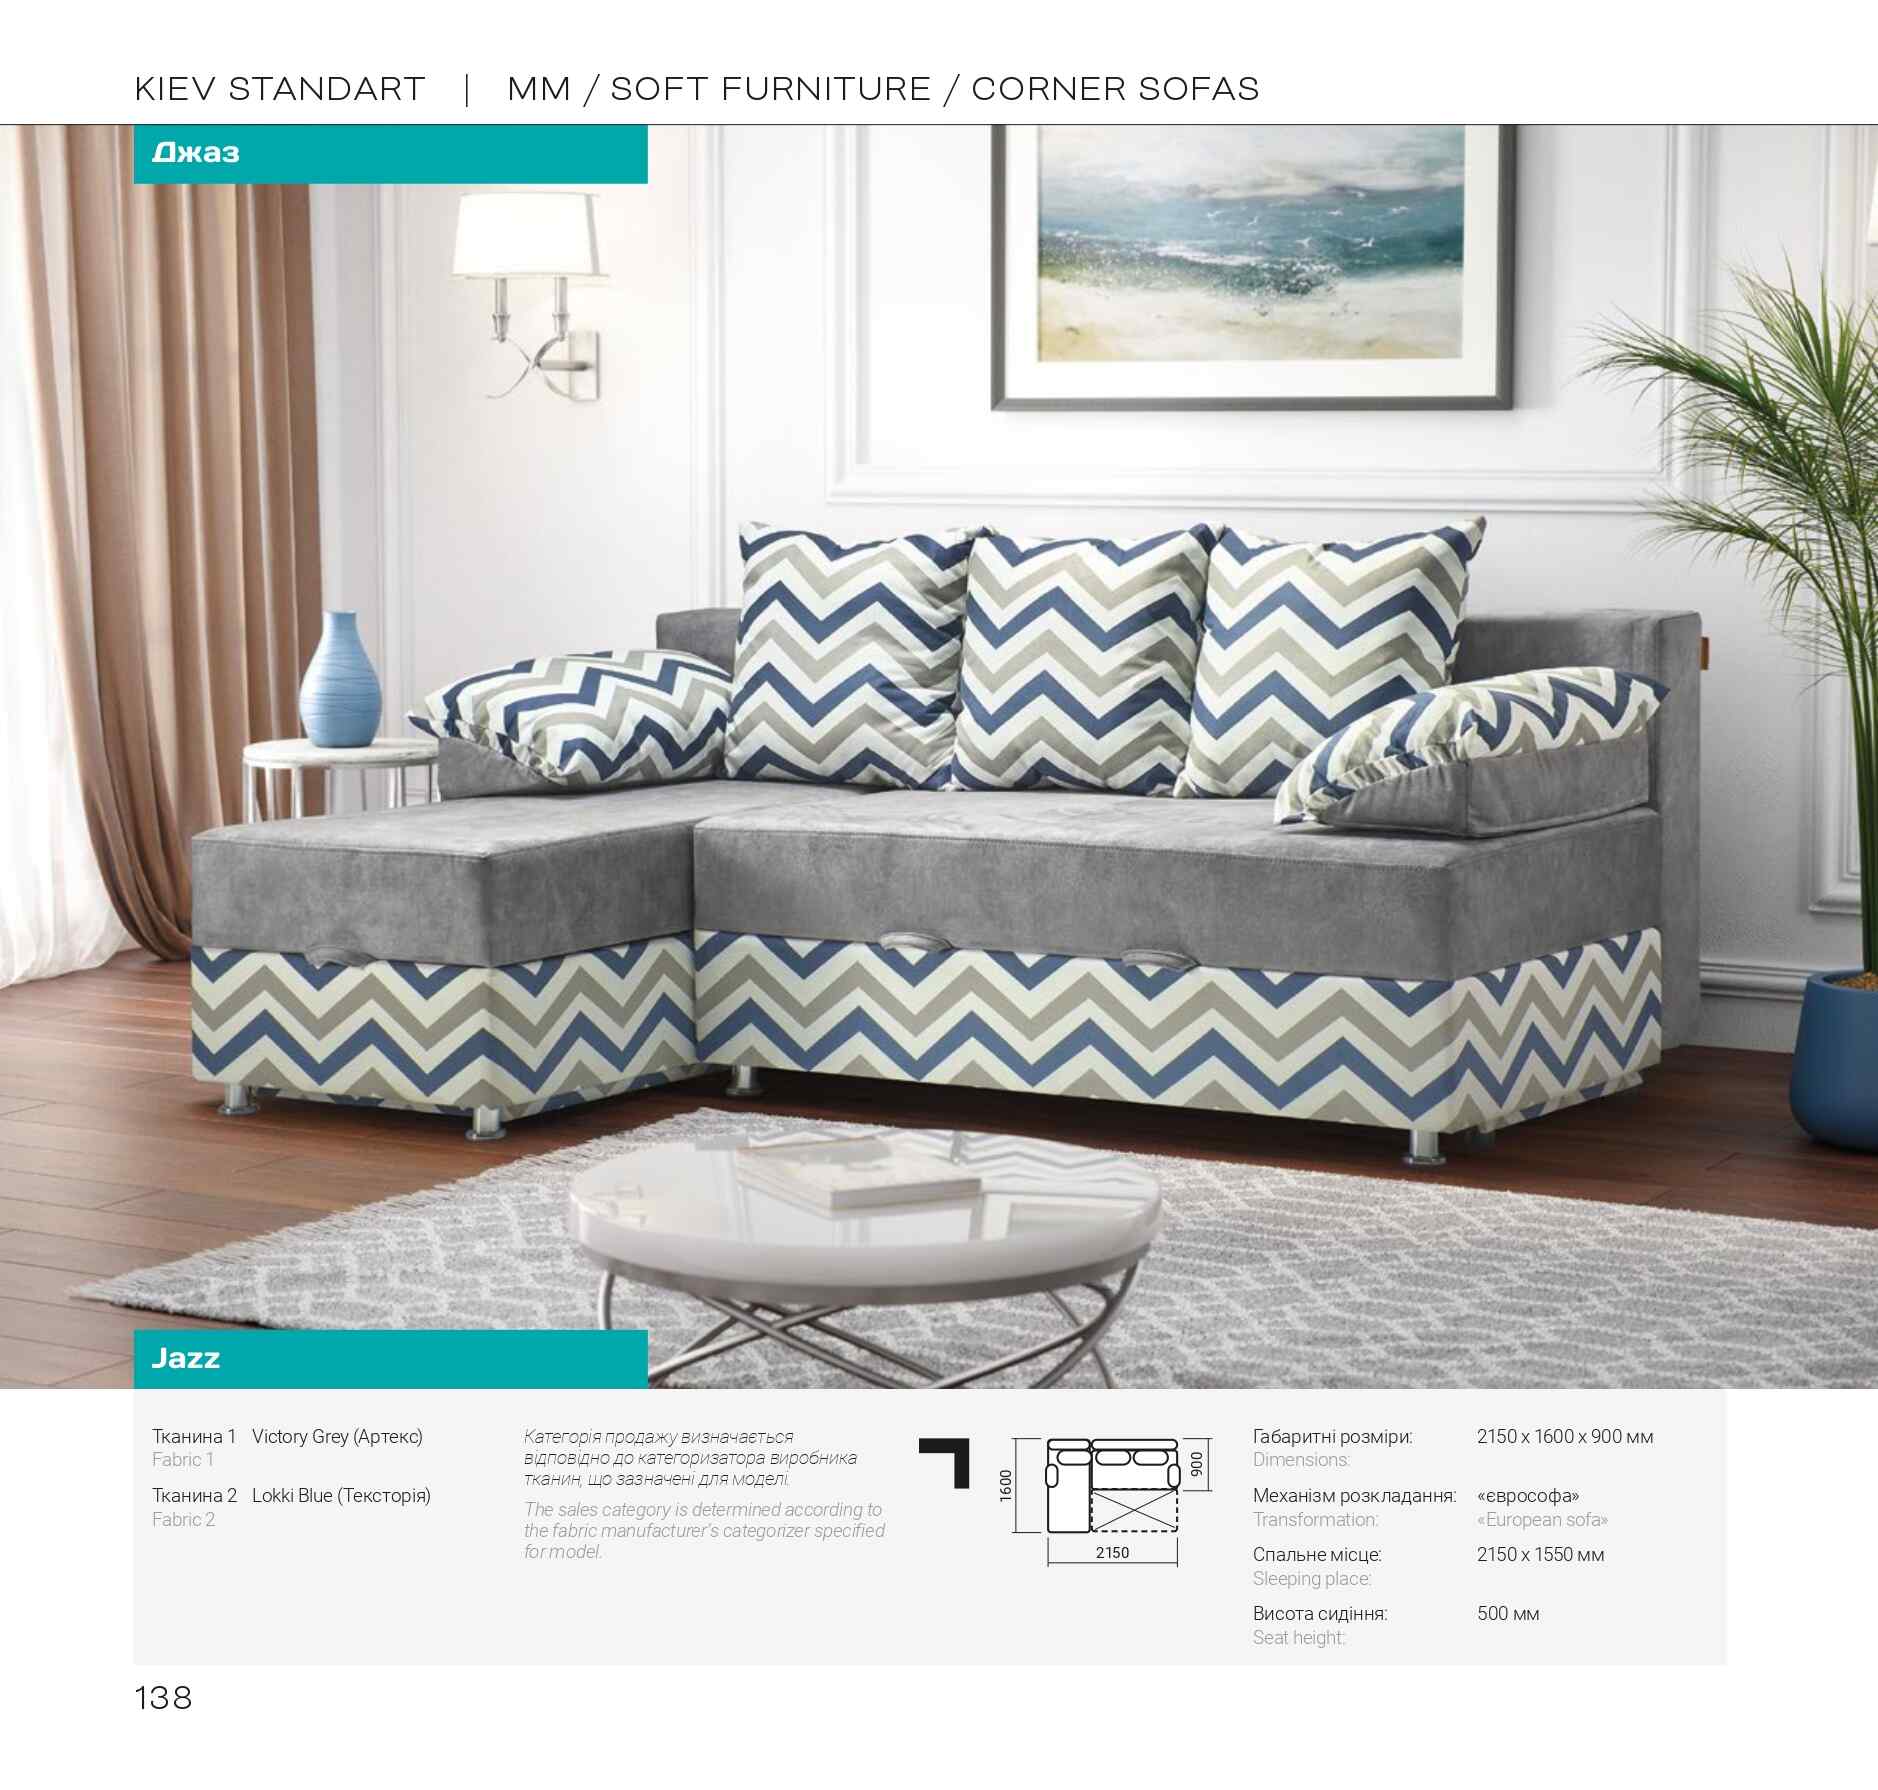 KIEV STANDART | MM / SOFT FURNITURE / CORNER SOFAS
Джаз
Jazz
Тканина 1 Victory Grey (Артекс)
Fabric 1
Тканина 2 Lokki Blue (Тексторія)
Fabric 2
Категорія продажу визначається
відповідно до категоризатора виробника
тканин, що зазначені для моделі.
The sales category is determined according to
the fabric manufacturer's categorizer specified
for model.
1600
900
2150
Габаритні розміри: 2150 x 1600 x 900 мм
Dimensions:
Механізм розкладання: «єврософа»
Transformation: «European sofa»
Спальне місце: 2150 x 1550 мм
Sleeping place:
Висота сидіння: 500 мм
Seat height:
138